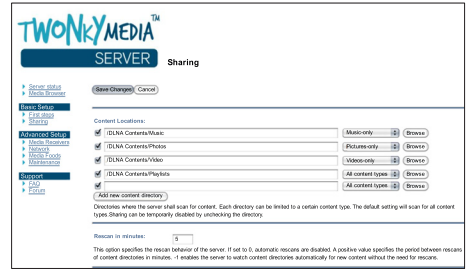 TWONKYMEDIA™
SERVER
Sharing
Server status
Media Browser
Save Changes Cancel
Basic Setup
First steps
Sharing
Content Locations:
/DLNA Contents/Music Music-only Browse
/DLNA Contents/Photos Pictures-only Browse
/DLNA Contents/Video Videos-only Browse
/DLNA Contents/Playlists All content types Browse
All content types Browse
Advanced Setup
Media Receivers
Network
Media Feeds
Maintenance
Support
FAQ
Forum
Add new content directory
Directories where the server shall scan for content. Each directory can be limited to a certain content type. The default setting will scan for all content
types.Sharing can be temporarily disabled by unchecking the directory.
Rescan in minutes: 5
This option specifies the rescan behavior of the server. If set to 0, automatic rescans are disabled. A positive value specifies the period between rescans
of content directories in minutes. -1 enables the server to watch content directories automatically for new content without the need for rescans.